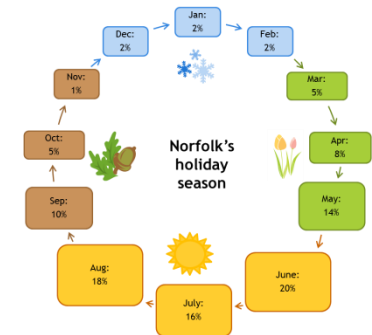 Jan:
2%
Feb:
2%
Mar:
5%
Apr:
8%
May:
14%
June:
20%
July:
16%
Aug:
18%
Sep:
10%
Oct:
5%
Nov:
1%
Dec:
2%
Norfolk's
holiday
season